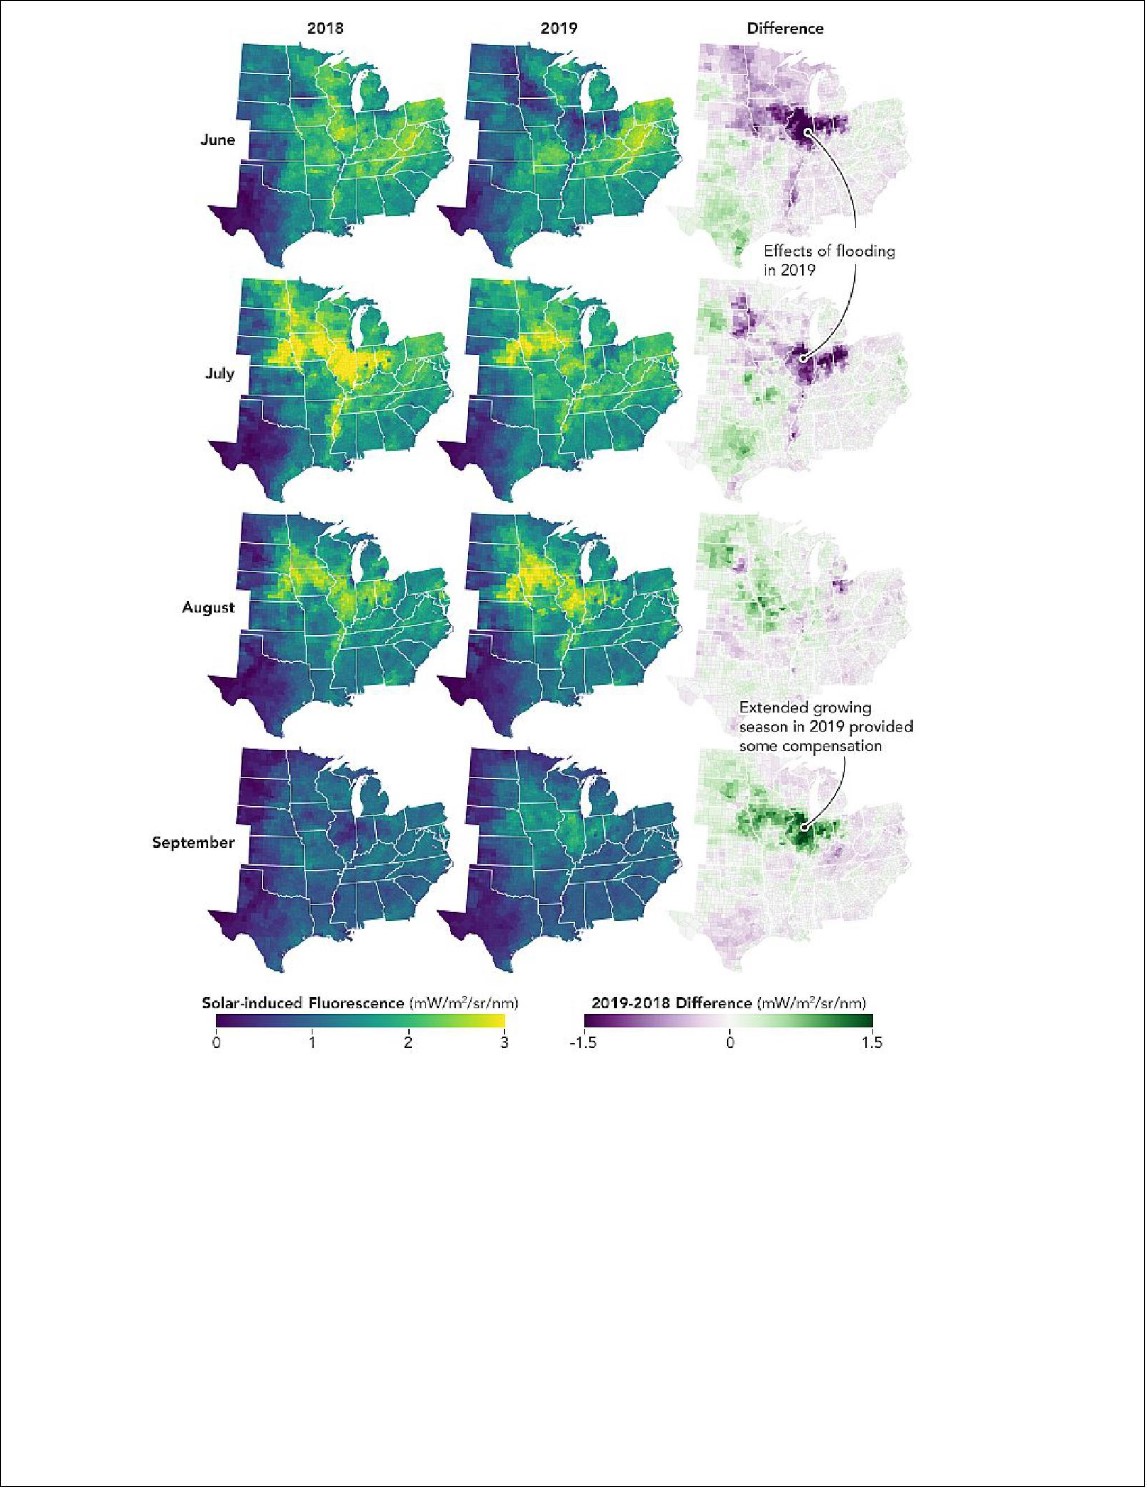 2018 2019 Difference
June
Effects of flooding
in 2019
July
August
Extended growing
season in 2019 provided
some compensation
September
Solar-induced Fluorescence (mW/m²/sr/nm)
0 1 2 3
2019-2018 Difference (mW/m²/sr/nm)
-1.5 0 1.5